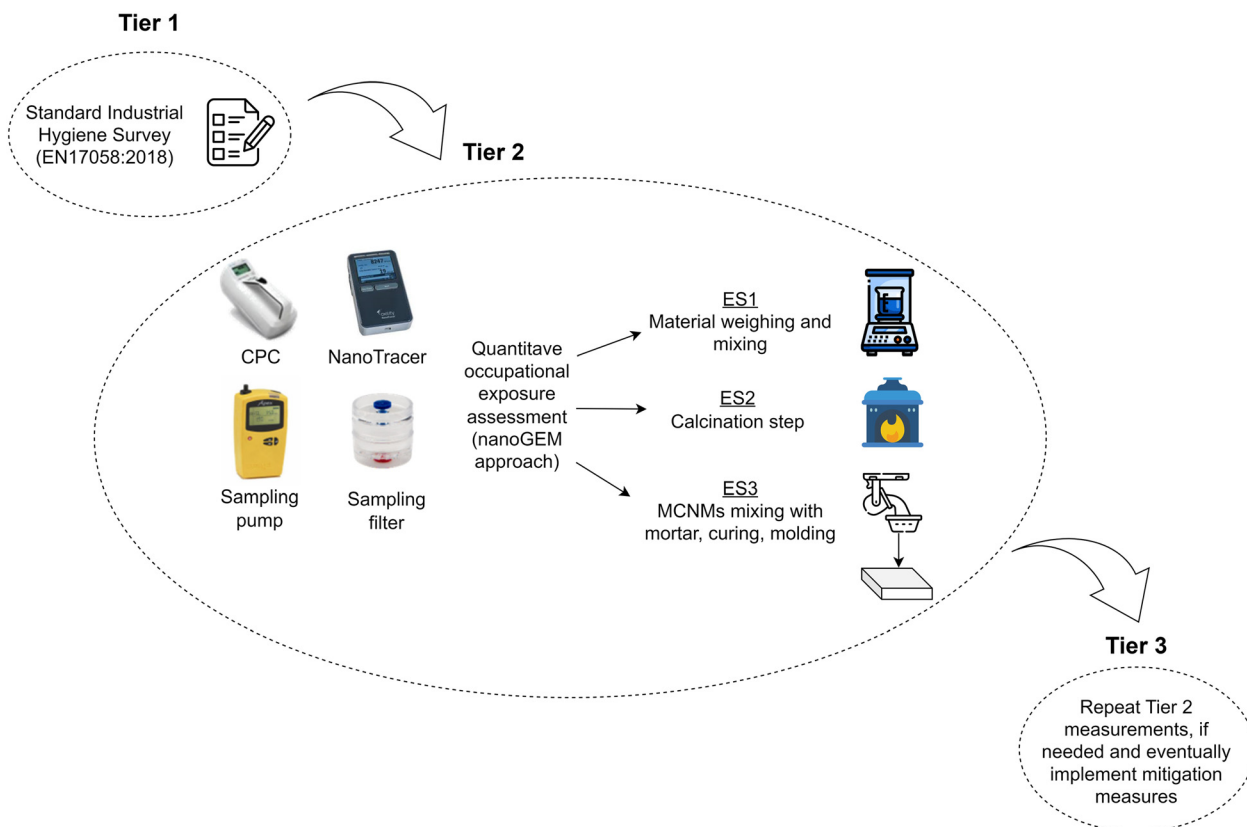 Tier 1
Standard Industrial
Hygiene Survey
(EN17058:2018)
Tier 2
CPC
NanoTracer
Sampling
pump
Sampling
filter
Quantitave
occupational
exposure
assessment
(nanoGEM
approach)
ES1
Material weighing and
mixing
ES2
Calcination step
ES3
MCNMs mixing with
mortar, curing, molding
Tier 3
Repeat Tier 2
measurements, if
needed and eventually
implement mitigation
measures